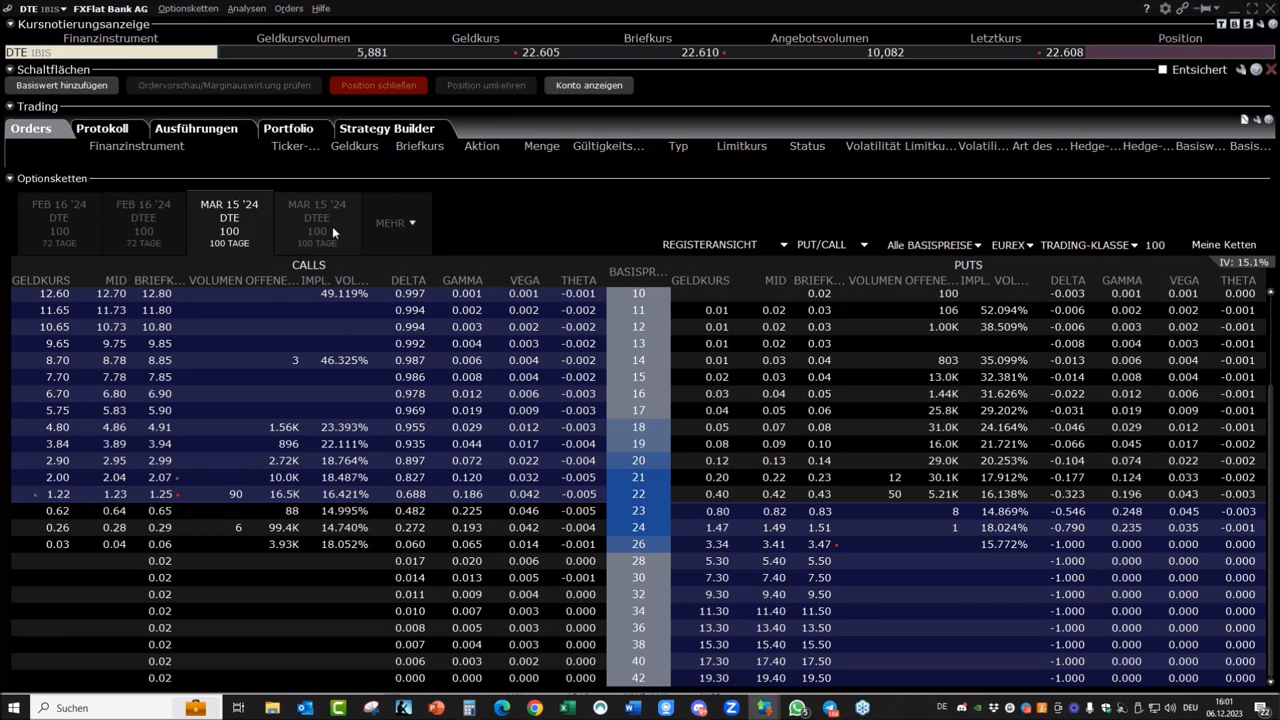 DTE IBIS FXFlat Bank AG Optionsketten Analysen Orders Hilfe
Kursnotierungsanzeige
Finanzinstrument Geldkursvolumen Geldkurs Briefkurs Angebotsvolumen Letztkurs Position
DTE IBIS 5,881 22.605 22.610 10,082 22.608
Schaltflächen
Basiswert hinzufügen Ordervorschau/Marginauswirkung prüfen Position schließen Position umkehren Konto anzeigen Entsichert
Trading
Orders Protokoll Ausführungen Portfolio Strategy Builder
Finanzinstrument Ticker-... Geldkurs Briefkurs Aktion Menge Gültigkeits... Typ Limitkurs Status Volatilität Limitku... Volatili... Art des ... Hedge-... Hedge-... Basisw... Basis...
Optionsketten
FEB 16 '24 FEB 16 '24 MAR 15 '24 MAR 15 '24
DTE DTEE DTE DTEE MEHR
100 100 100 100
72 TAGE 72 TAGE 100 TAGE 100 TAGE
REGISTERANSICHT PUT/CALL Alle BASISPREISE EUREX TRADING-KLASSE 100 Meine Ketten
CALLS PUTS IV: 15.1%
GELDKURS MID BRIEFK... VOLUMEN OFFENE... IMPL. VOL... DELTA GAMMA VEGA THETA BASISPR... GELDKURS MID BRIEFK... VOLUMEN OFFENE... IMPL. VO... DELTA GAMMA VEGA THETA
12.60 12.70 12.80 49.119% 0.997 0.001 0.001 -0.001 10 0.02 100 -0.003 0.001 0.001 0.000
11.65 11.73 11.80 0.994 0.002 0.002 -0.002 11 0.01 0.02 0.03 106 52.094% -0.006 0.002 0.002 -0.001
10.65 10.73 10.80 0.994 0.003 0.002 -0.002 12 0.01 0.02 0.03 1.00K 38.509% -0.006 0.003 0.002 -0.001
9.65 9.75 9.85 0.992 0.004 0.003 -0.002 13 0.01 0.02 0.03 -0.008 0.004 0.003 -0.001
8.70 8.78 8.85 3 46.325% 0.987 0.006 0.004 -0.002 14 0.01 0.03 0.04 803 35.099% -0.013 0.006 0.004 -0.001
7.70 7.78 7.85 0.986 0.008 0.004 -0.002 15 0.02 0.03 0.04 13.0K 32.381% -0.014 0.008 0.004 -0.001
6.70 6.80 6.90 0.978 0.012 0.006 -0.003 16 0.03 0.04 0.05 1.44K 31.626% -0.022 0.012 0.006 -0.001
5.75 5.83 5.90 0.969 0.019 0.009 -0.003 17 0.04 0.05 0.06 25.8K 29.202% -0.031 0.019 0.009 -0.001
4.80 4.86 4.91 1.56K 23.393% 0.955 0.029 0.012 -0.003 18 0.05 0.07 0.08 31.0K 24.164% -0.046 0.029 0.012 -0.001
3.84 3.89 3.94 896 22.111% 0.935 0.044 0.017 -0.004 19 0.08 0.09 0.10 16.0K 21.721% -0.066 0.045 0.017 -0.002
2.90 2.95 2.99 2.72K 18.764% 0.897 0.072 0.022 -0.004 20 0.12 0.13 0.14 29.0K 20.253% -0.104 0.074 0.022 -0.002
2.00 2.04 2.07 10.0K 18.487% 0.827 0.120 0.032 -0.005 21 0.20 0.22 0.23 12 30.1K 17.912% -0.177 0.124 0.032 -0.003
1.22 1.23 1.25 90 16.5K 16.421% 0.688 0.186 0.042 -0.005 22 0.40 0.42 0.43 50 5.21K 16.138% -0.323 0.196 0.043 -0.003
0.62 0.64 0.65 88 14.995% 0.482 0.225 0.046 -0.005 23 0.80 0.82 0.83 8 14.869% -0.546 0.248 0.045 -0.003
0.26 0.28 0.29 6 99.4K 14.740% 0.272 0.204 0.042 -0.004 24 1.47 1.49 1.51 1 18.024% -0.790 0.235 0.035 -0.001
0.03 0.04 0.06 3.93K 18.052% 0.060 0.065 0.014 -0.001 26 3.34 3.41 3.47 15.772% -1.000 0.000 0.000 0.000
0.02 0.017 0.020 0.006 0.000 28 5.30 5.40 5.50 -1.000 0.000 0.000 0.000
0.02 0.014 0.013 0.005 -0.001 30 7.30 7.40 7.50 -1.000 0.000 0.000 0.000
0.02 0.011 0.009 0.004 0.000 32 9.30 9.40 9.50 -1.000 0.000 0.000 0.000
0.02 0.010 0.007 0.003 0.000 34 11.30 11.40 11.50 -1.000 0.000 0.000 0.000
0.02 0.008 0.005 0.003 0.000 36 13.30 13.40 13.50 -1.000 0.000 0.000 0.000
0.02 0.007 0.004 0.003 0.000 38 15.30 15.40 15.50 -1.000 0.000 0.000 0.000
0.02 0.006 0.003 0.002 0.000 40 17.30 17.40 17.50 -1.000 0.000 0.000 0.000
0.02 0.000 0.000 0.000 0.000 42 19.30 19.40 19.50 -1.000 0.000 0.000 0.000
Suchen DE DEU 16:01
06.12.2023